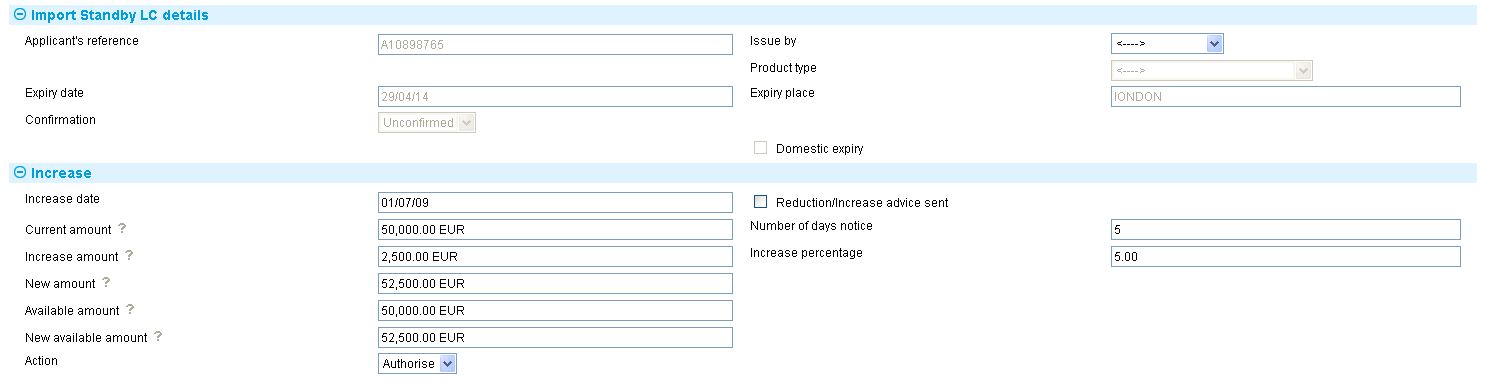 Import Standby LC details
Applicant's reference A10898765 Issue by <---->
Product type <---->
Expiry date 29/04/14 Expiry place lONDON
Confirmation Unconfirmed
Domestic expiry
Increase
Increase date 01/07/09 Reduction/Increase advice sent
Current amount ? 50,000.00 EUR Number of days notice 5
Increase amount ? 2,500.00 EUR Increase percentage 5.00
New amount ? 52,500.00 EUR
Available amount ? 50,000.00 EUR
New available amount ? 52,500.00 EUR
Action Authorise